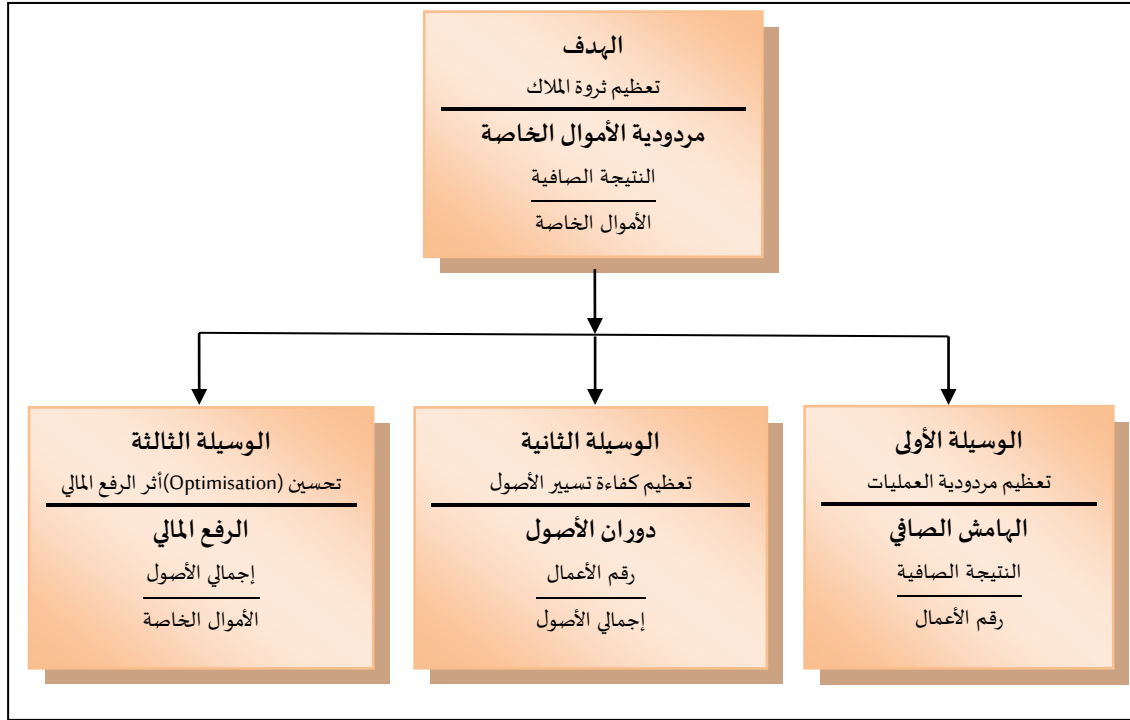 الهدف
تعظيم ثروة الملاك
مردودية الأموال الخاصة
النتيجة الصافية
الأموال الخاصة
الوسيلة الأولى
تعظيم مردودية العمليات
الهامش الصافي
النتيجة الصافية
رقم الأعمال
الوسيلة الثانية
تعظيم كفاءة تسيير الأصول
دوران الأصول
رقم الأعمال
إجمالي الأصول
الوسيلة الثالثة
تحسين (Optimisation)أثر الرفع المالي
الرفع المالي
إجمالي الأصول
الأموال الخاصة